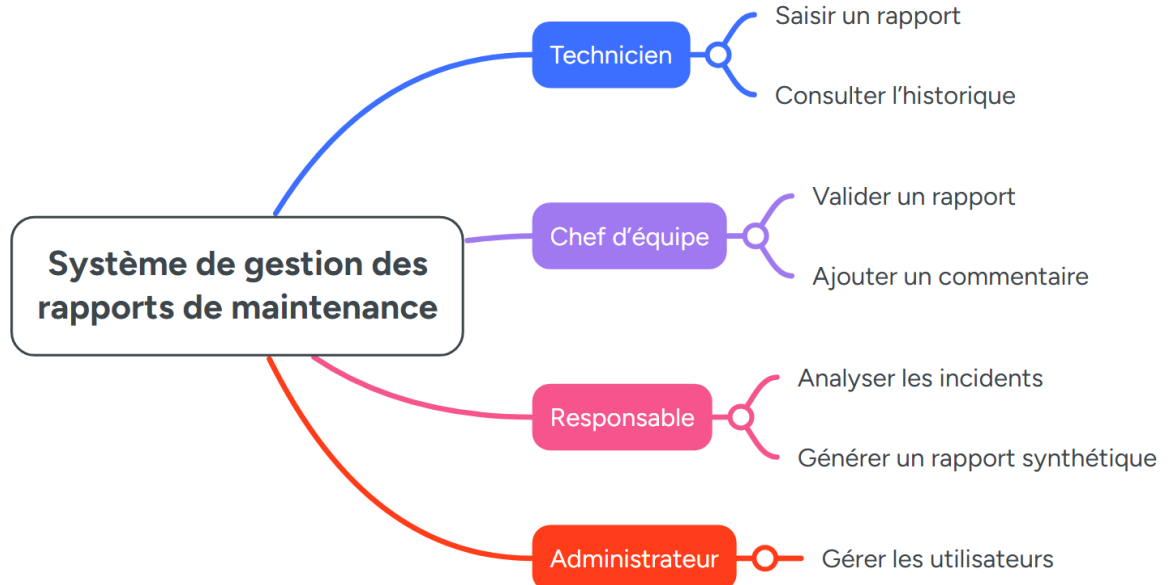 Système de gestion des
rapports de maintenance
Technicien
Saisir un rapport
Consulter l’historique
Chef d’équipe
Valider un rapport
Ajouter un commentaire
Responsable
Analyser les incidents
Générer un rapport synthétique
Administrateur
Gérer les utilisateurs